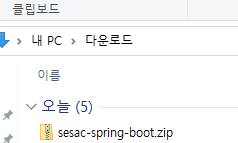 클립보드
내 PC > 다운로드
이름
오늘 (5)
sesac-spring-boot.zip